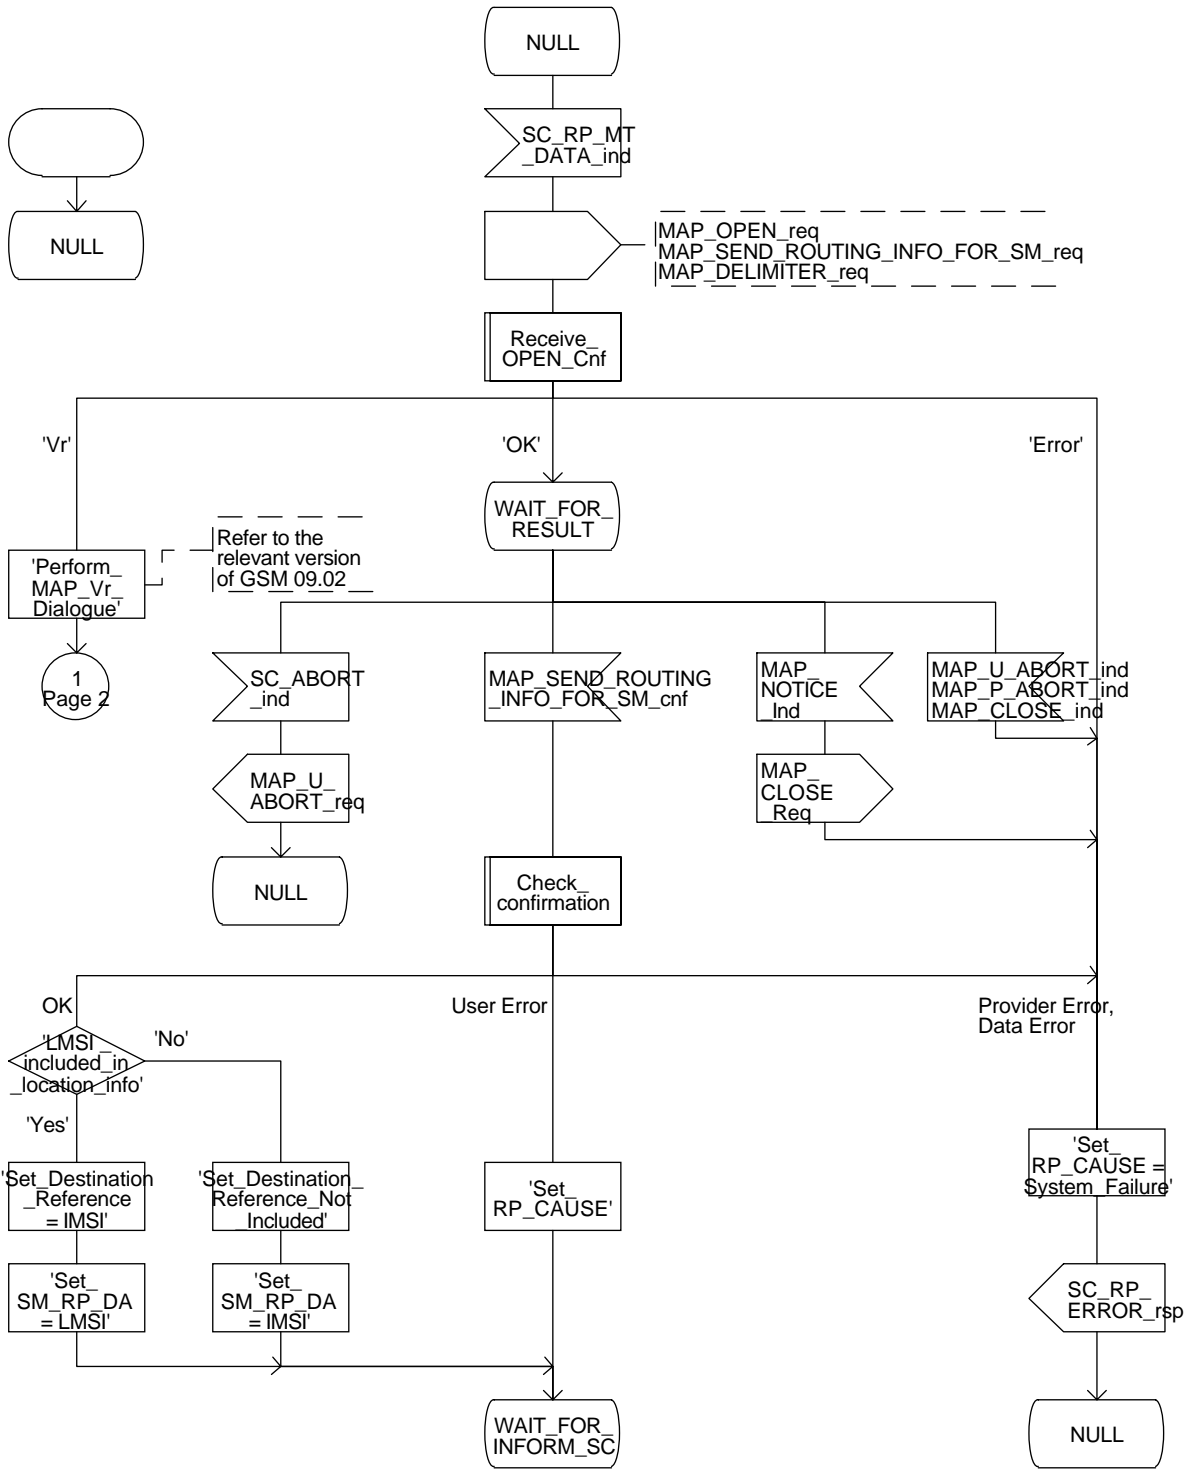 NULL
SC_RP_MT
_DATA_ind
NULL
MAP_OPEN_req
MAP_SEND_ROUTING_INFO_FOR_SM_req
MAP_DELIMITER_req
Receive_
OPEN_Cnf
'Vr'
'OK'
'Error'
WAIT_FOR_
RESULT
Refer to the
relevant version
of GSM 09.02
'Perform_
MAP_Vr_
Dialogue'
1
Page 2
SC_ABORT
_ind
MAP_SEND_ROUTING
_INFO_FOR_SM_cnf
MAP_
NOTICE
_Ind
MAP_U_ABORT_ind
MAP_P_ABORT_ind
MAP_CLOSE_ind
MAP_U_
ABORT_req
MAP_
CLOSE
_Req
NULL
Check_
confirmation
OK
User Error
Provider Error,
Data Error
'LMSI_
included_in
_location_info'
'No'
'Yes'
'Set_Destination
_Reference
= IMSI'
'Set_Destination_
Reference_Not
_Included'
'Set_
RP_CAUSE'
'Set_
RP_CAUSE =
System_Failure'
'Set_
SM_RP_DA
= LMSI'
'Set_
SM_RP_DA
= IMSI'
SC_RP_
ERROR_rsp
WAIT_FOR_
INFORM_SC
NULL